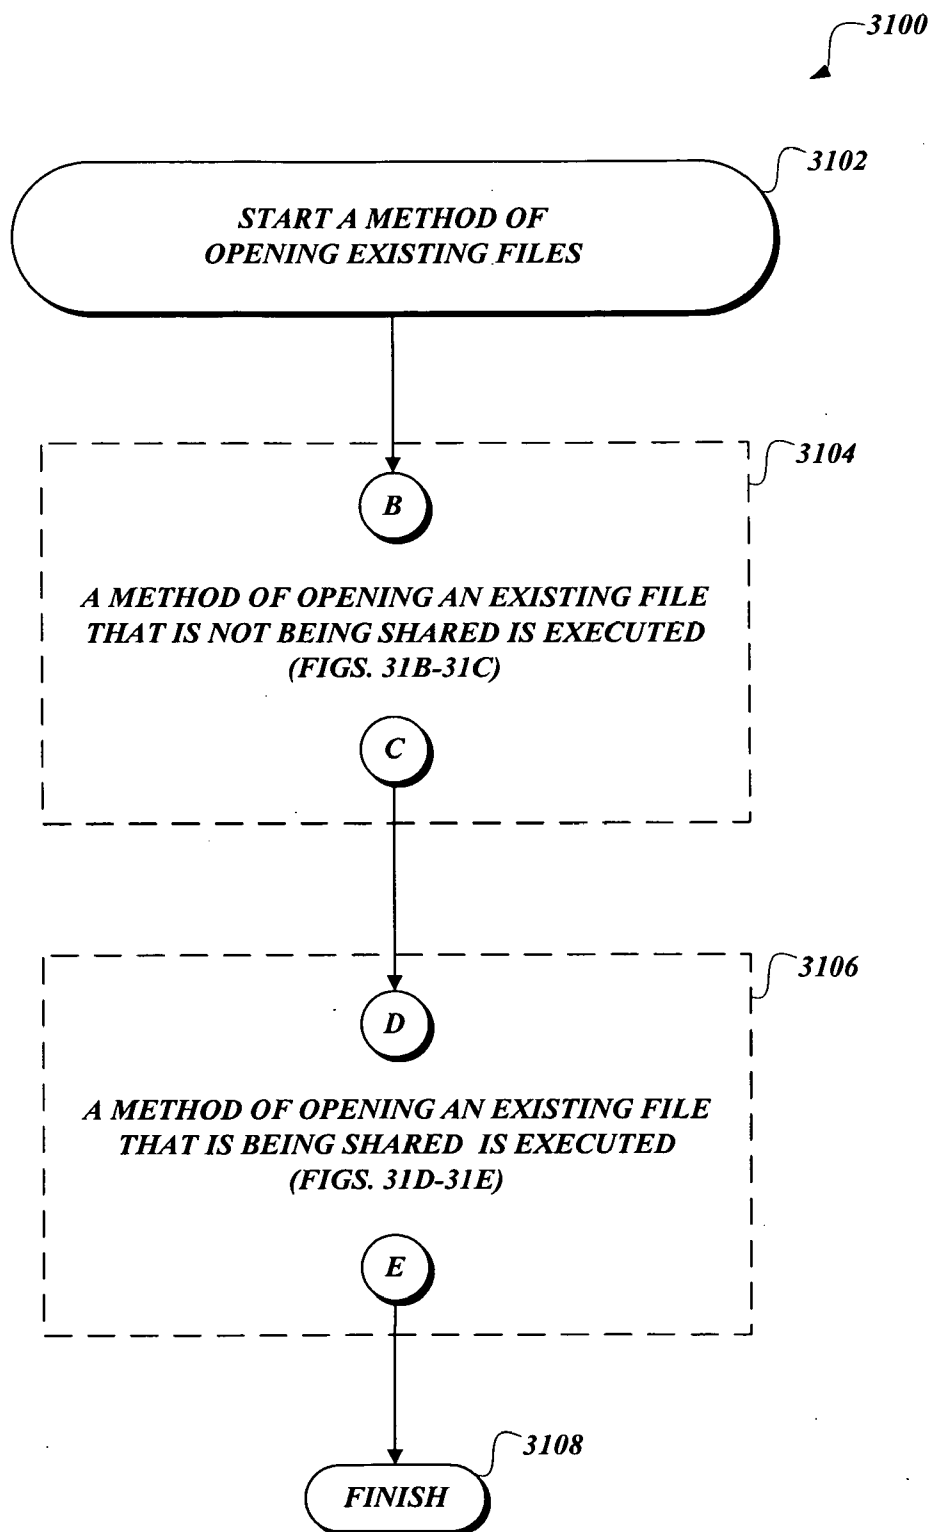 3100
3102
START A METHOD OF
OPENING EXISTING FILES
3104
B
A METHOD OF OPENING AN EXISTING FILE
THAT IS NOT BEING SHARED IS EXECUTED
(FIGS. 31B-31C)
C
3106
D
A METHOD OF OPENING AN EXISTING FILE
THAT IS BEING SHARED IS EXECUTED
(FIGS. 31D-31E)
E
3108
FINISH